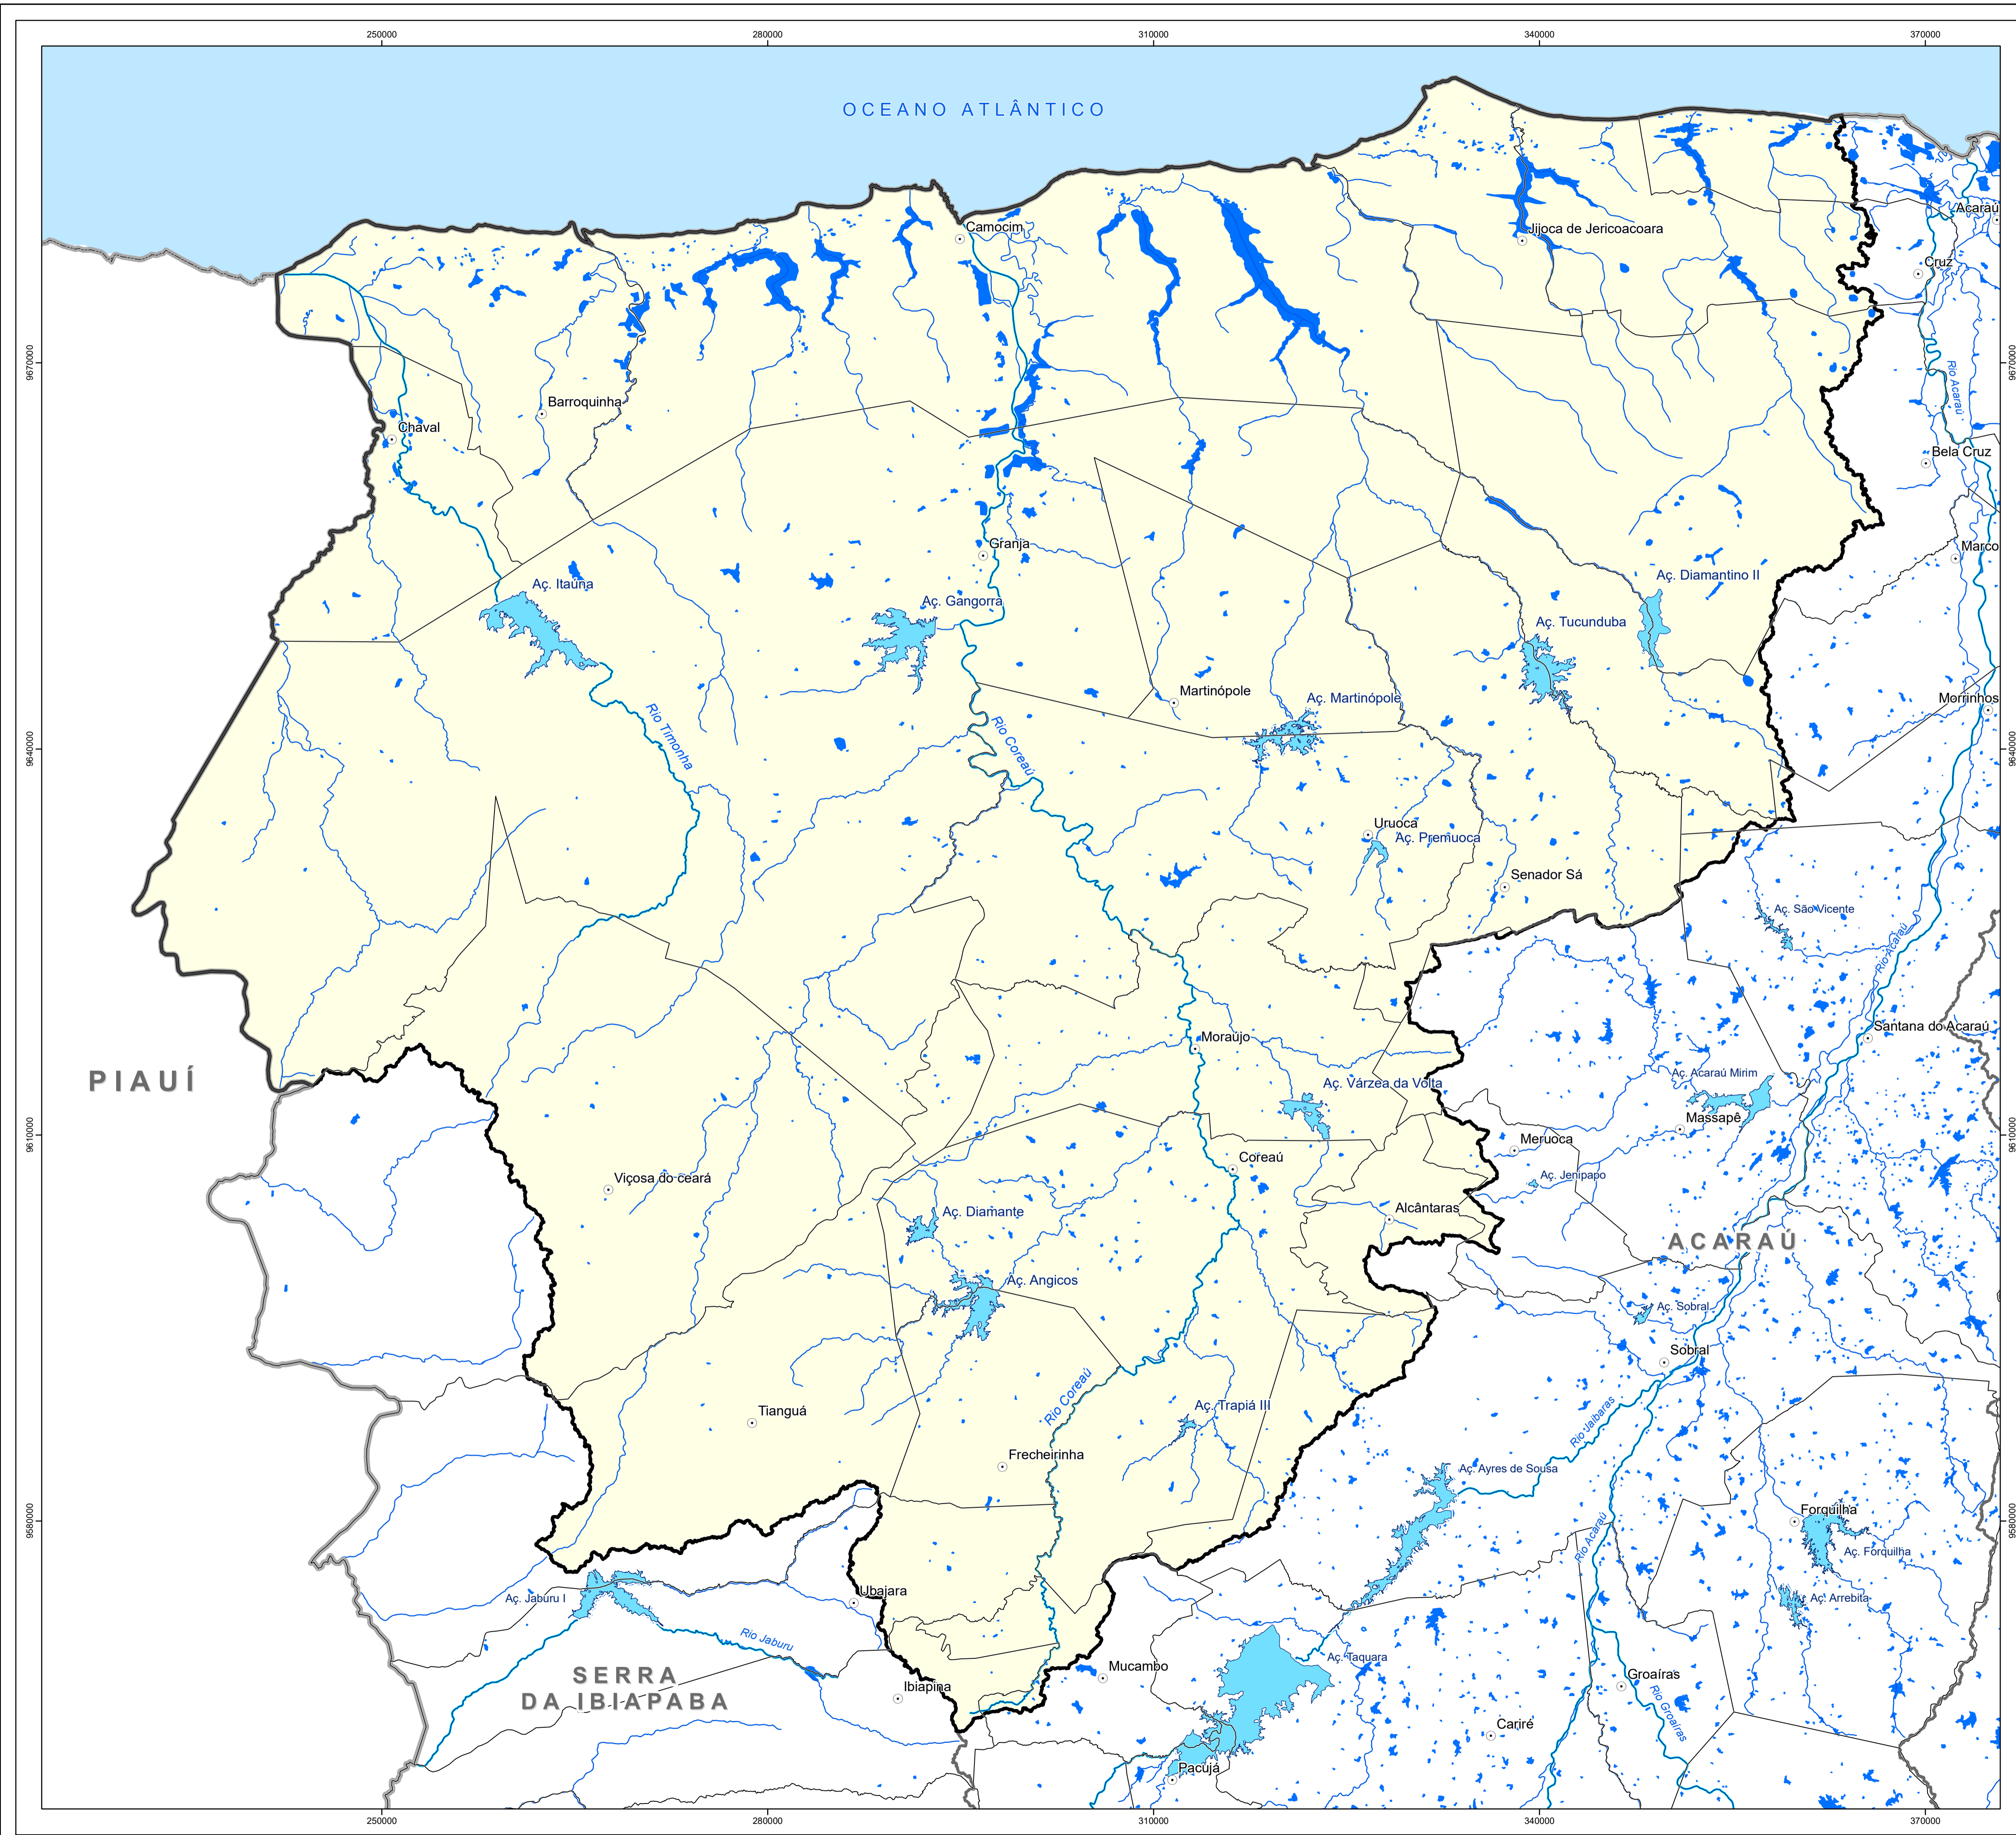 250000
280000
310000
340000
370000
OCEANO ATLÂNTICO
Acaraú
Camocim
Jijoca de Jericoacoara
Cruz
9670000
9670000
Rio Acaraú
Barroquinha
Chaval
Bela Cruz
Granja
Marco
Aç. Itaúna
Aç. Diamantino II
Aç. Gangorra
Aç. Tucunduba
Martinópole
Aç. Martinópole
Morrinhos
Rio Timonha
Rio Coreaú
9640000
9640000
Uruoca
Aç. Premuoca
Senador Sá
Aç. São Vicente
Rio Acaraú
Santana do Acaraú
Moraújo
PIAUÍ
Aç. Várzea da Volta
Aç. Acaraú Mirim
Massapê
9610000
9610000
Meruoca
Coreaú
Aç. Jenipapo
Viçosa do ceará
Alcântaras
Aç. Diamante
ACARAÚ
Aç. Angicos
Aç. Sobral
Sobral
Rio Coreaú
Aç. Trapiá III
Tianguá
Rio Jaibaras
Frecheirinha
Aç. Ayres de Sousa
Forquilha
9580000
9580000
Rio Acaraú
Aç. Forquilha
Ubajara
Aç. Jaburu I
Aç. Arrebita
Rio Jaburu
Aç. Taquara
SERRA
DA IBIAPABA
Mucambo
Groaíras
Ibiapina
Rio Groaíras
Cariré
Pacujá
250000
280000
310000
340000
370000